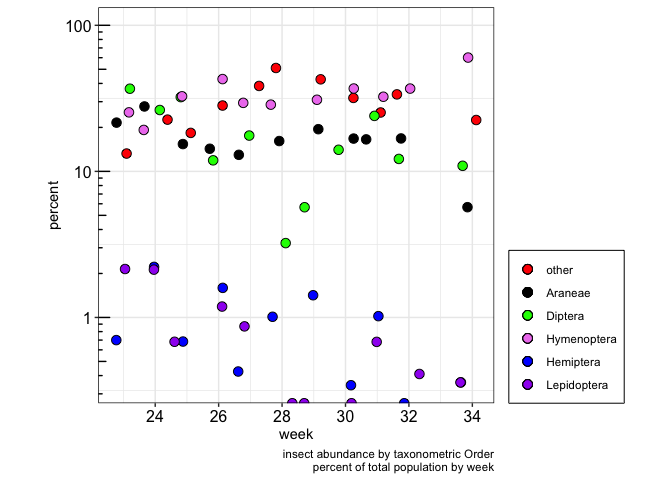 100
10
1
percent
24 26 28 30 32 34
week
other
Araneae
Diptera
Hymenoptera
Hemiptera
Lepidoptera
insect abundance by taxonometric Order
percent of total population by week